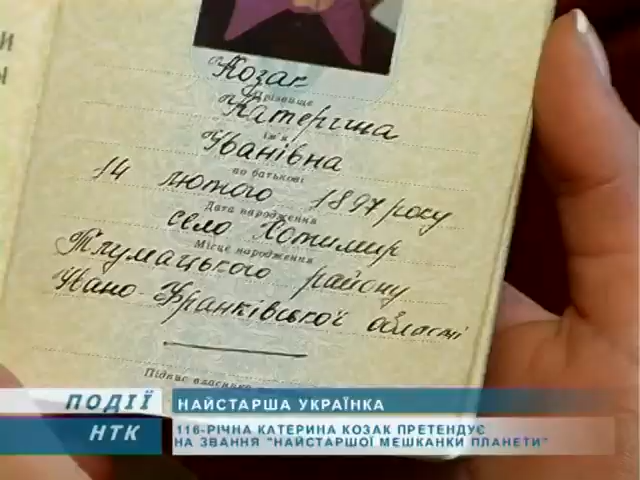 И
Ы
Козак
Прізвище
Катерина
Ім'я
Іванівна
по батькові
14 лютого 1897 року
Дата народження
село Хотимир
Місце народження
Тлумацького району
Івано-Франківської області
Підпис власника
ПОДІЇ
НТК
НАЙСТАРША УКРАЇНКА
116-РІЧНА КАТЕРИНА КОЗАК ПРЕТЕНДУЄ
НА ЗВАННЯ "НАЙСТАРШОЇ МЕШКАНКИ ПЛАНЕТИ"